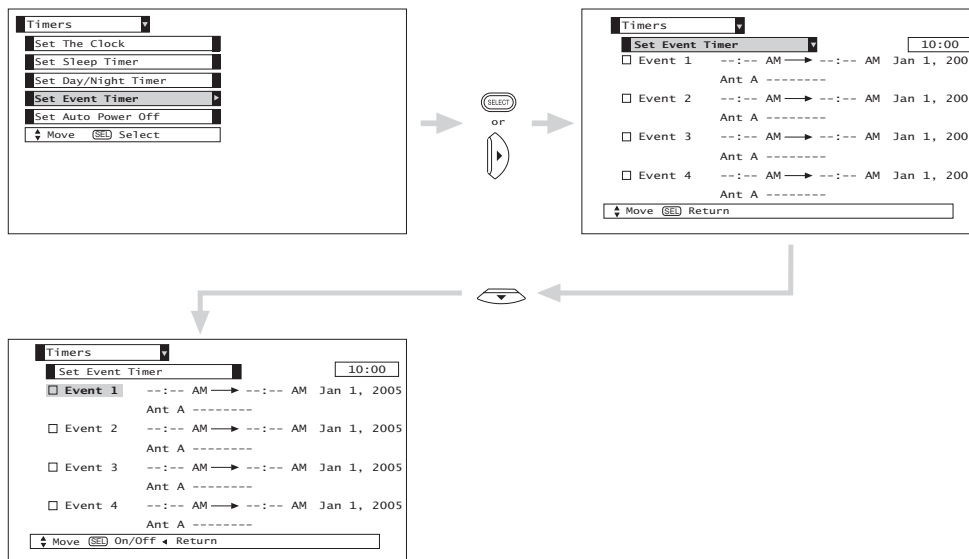 Timers
Set The Clock
Set Sleep Timer
Set Day/Night Timer
Set Event Timer
Set Auto Power Off
Move SEL Select
SELECT
or
Timers
Set Event Timer 10:00
Event 1 --:-- AM --:-- AM Jan 1, 200
Ant A --------
Event 2 --:-- AM --:-- AM Jan 1, 200
Ant A --------
Event 3 --:-- AM --:-- AM Jan 1, 200
Ant A --------
Event 4 --:-- AM --:-- AM Jan 1, 200
Ant A --------
Move SEL Return
Timers
Set Event Timer 10:00
Event 1 --:-- AM --:-- AM Jan 1, 2005
Ant A --------
Event 2 --:-- AM --:-- AM Jan 1, 2005
Ant A --------
Event 3 --:-- AM --:-- AM Jan 1, 2005
Ant A --------
Event 4 --:-- AM --:-- AM Jan 1, 2005
Ant A --------
Move SEL On/Off Return